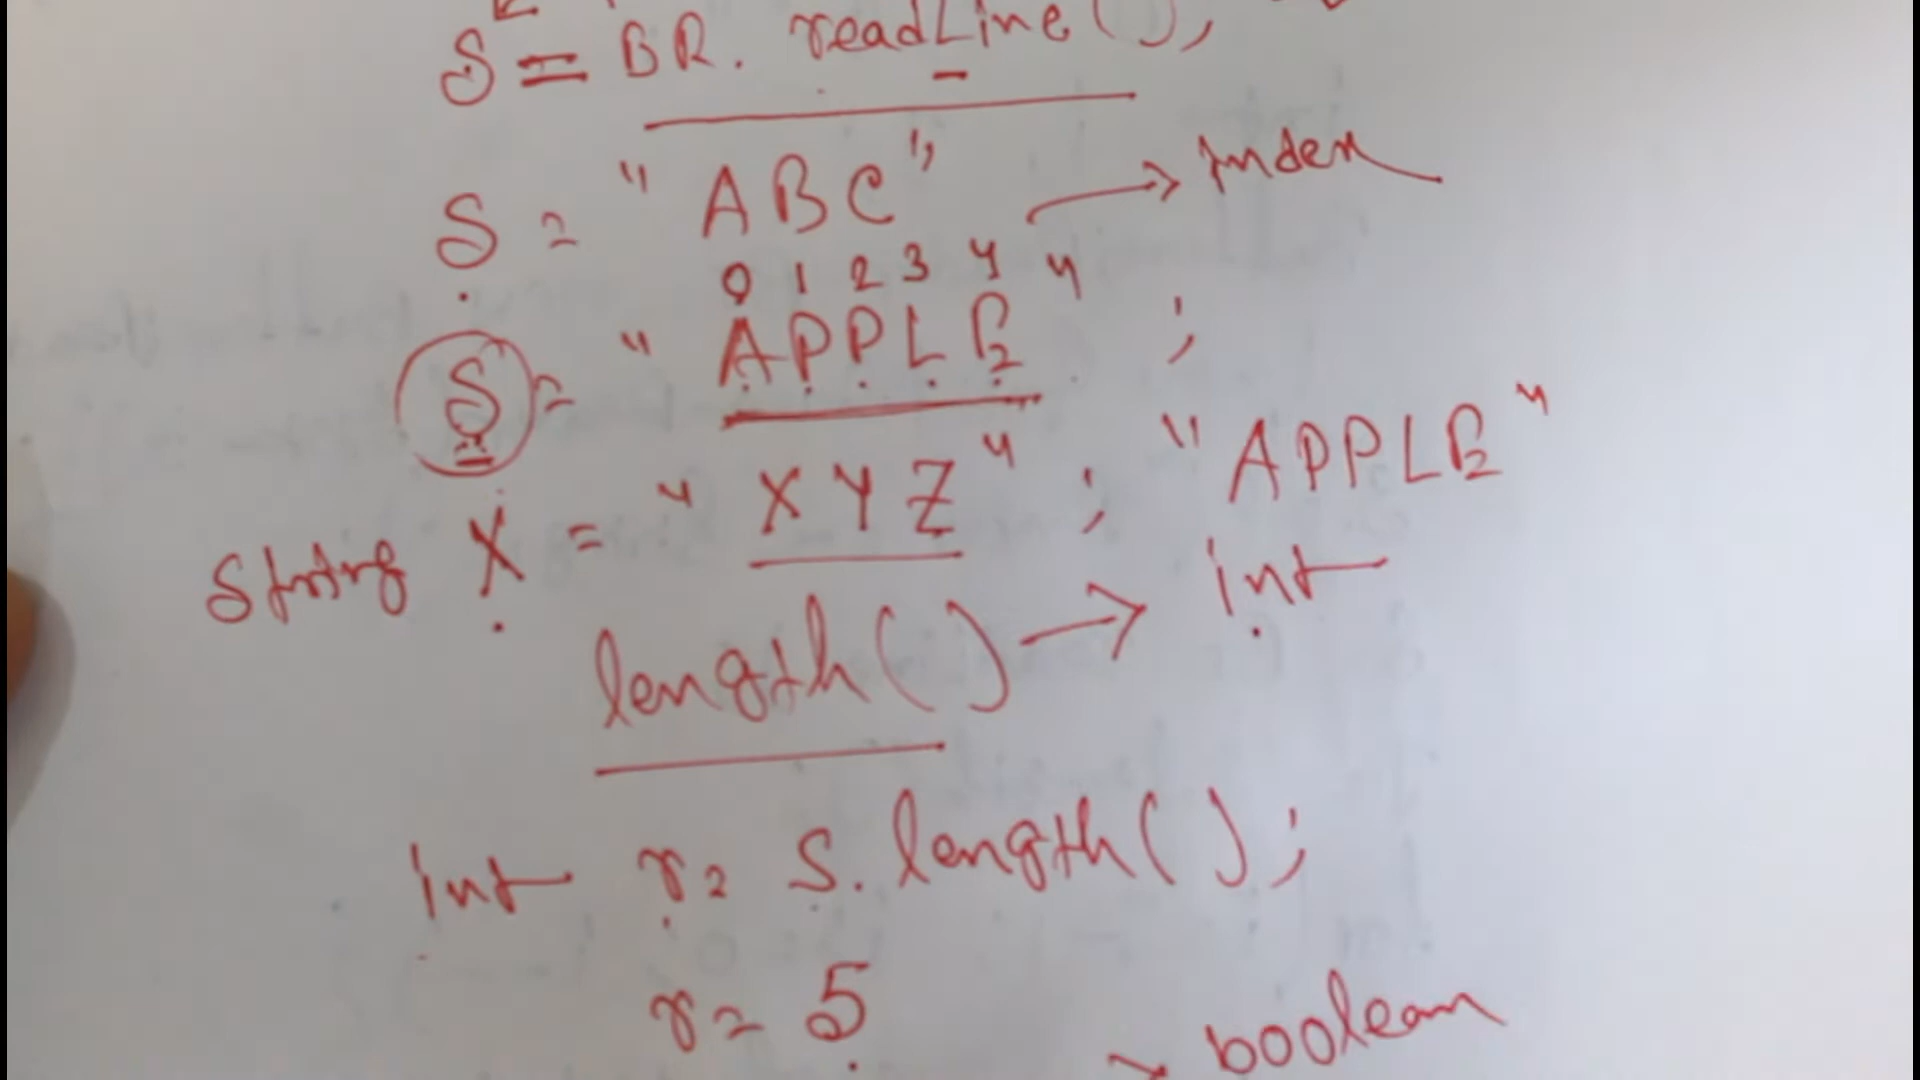 S = BR. readLine();
S = "ABC"
→ Index
0 1 2 3 4
S = "APPLE";
String X = "XYZ"; "APPLE"
length() → int
int r = S.length();
r = 5
→ boolean